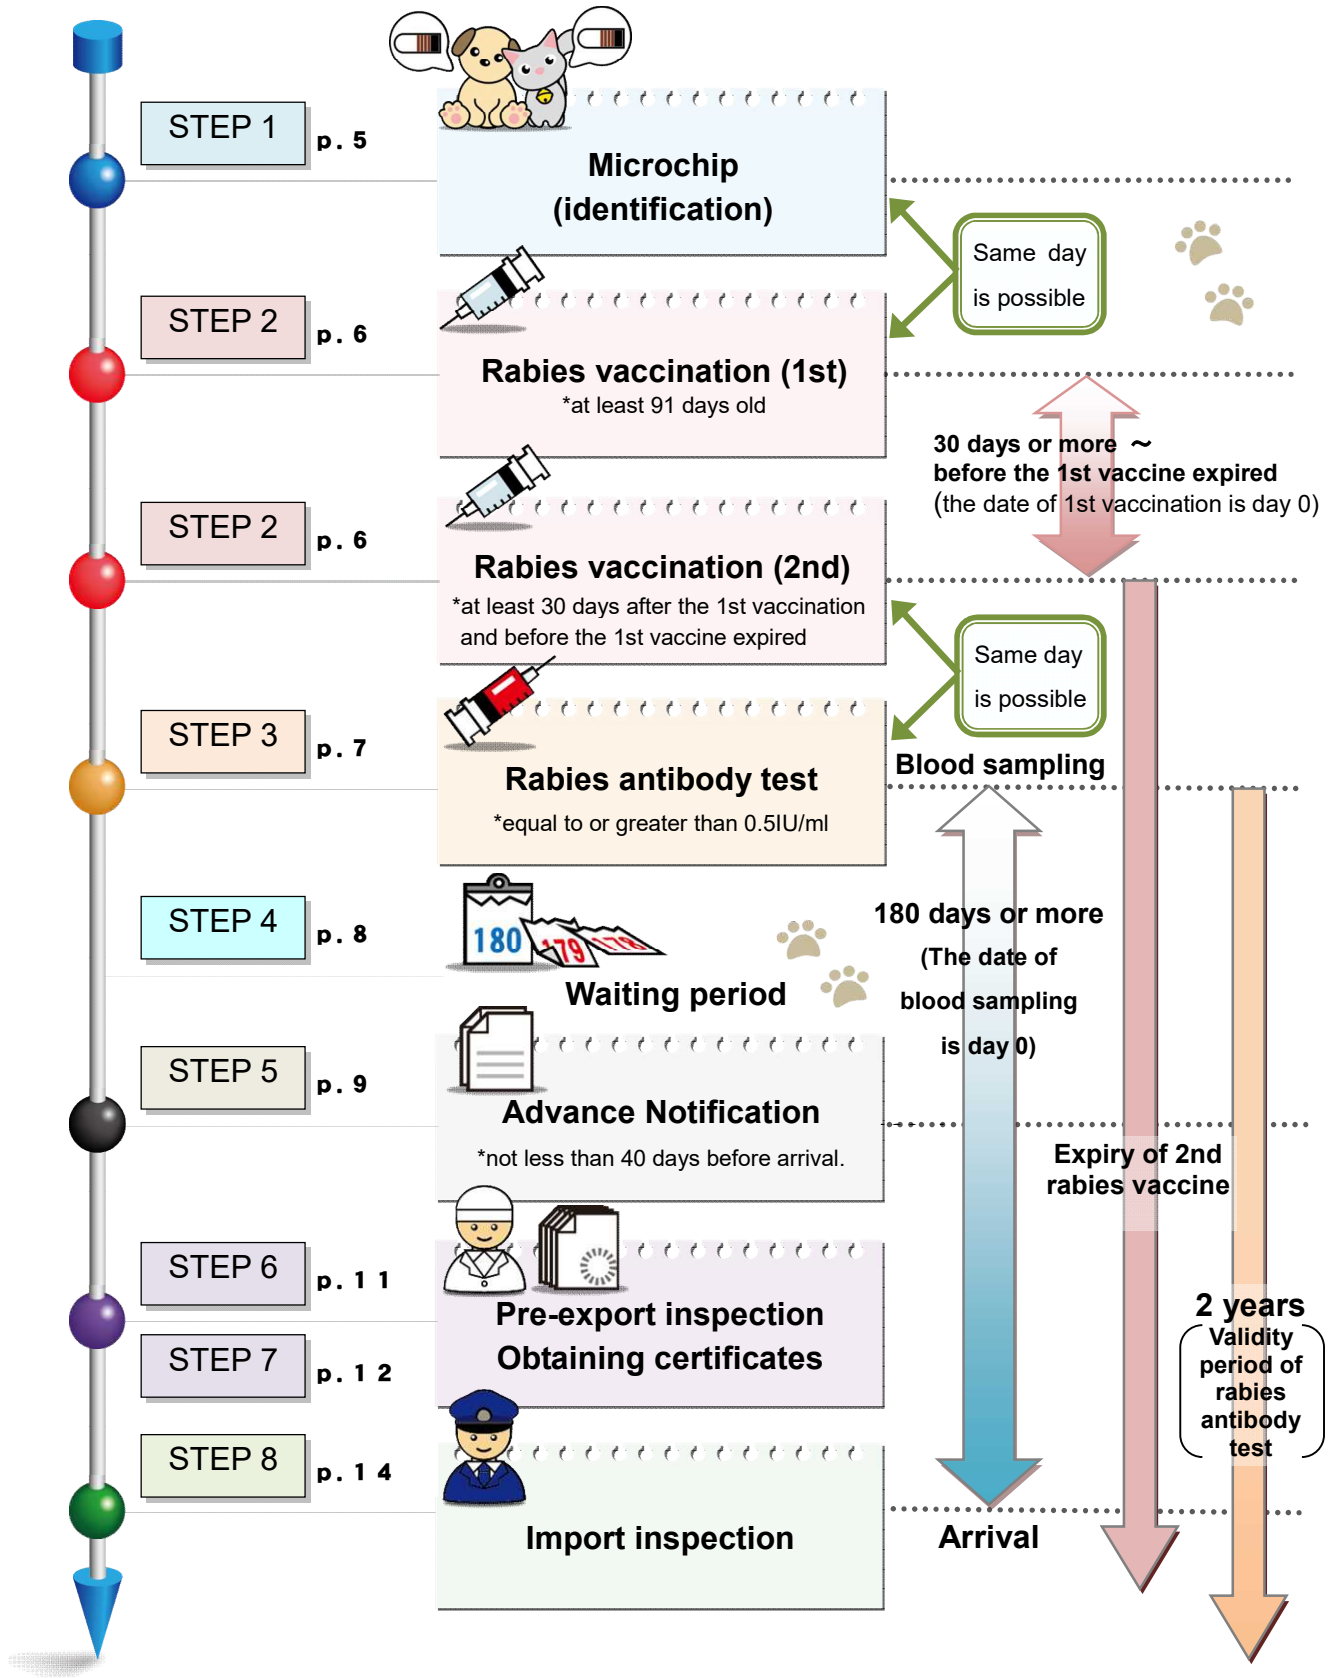 STEP 1
p. 5
Microchip
(identification)
Same day
is possible
STEP 2
p. 6
Rabies vaccination (1st)
*at least 91 days old
30 days or more ～
before the 1st vaccine expired
(the date of 1st vaccination is day 0)
STEP 2
p. 6
Rabies vaccination (2nd)
*at least 30 days after the 1st vaccination
and before the 1st vaccine expired
Same day
is possible
STEP 3
p. 7
Rabies antibody test
*equal to or greater than 0.5IU/ml
Blood sampling
STEP 4
p. 8
180
179
178
Waiting period
180 days or more
(The date of
blood sampling
is day 0)
STEP 5
p. 9
Advance Notification
*not less than 40 days before arrival.
Expiry of 2nd
rabies vaccine
STEP 6
p. 1 1
Pre-export inspection
Obtaining certificates
STEP 7
p. 1 2
2 years
Validity
period of
rabies
antibody
test
STEP 8
p. 1 4
Import inspection
Arrival